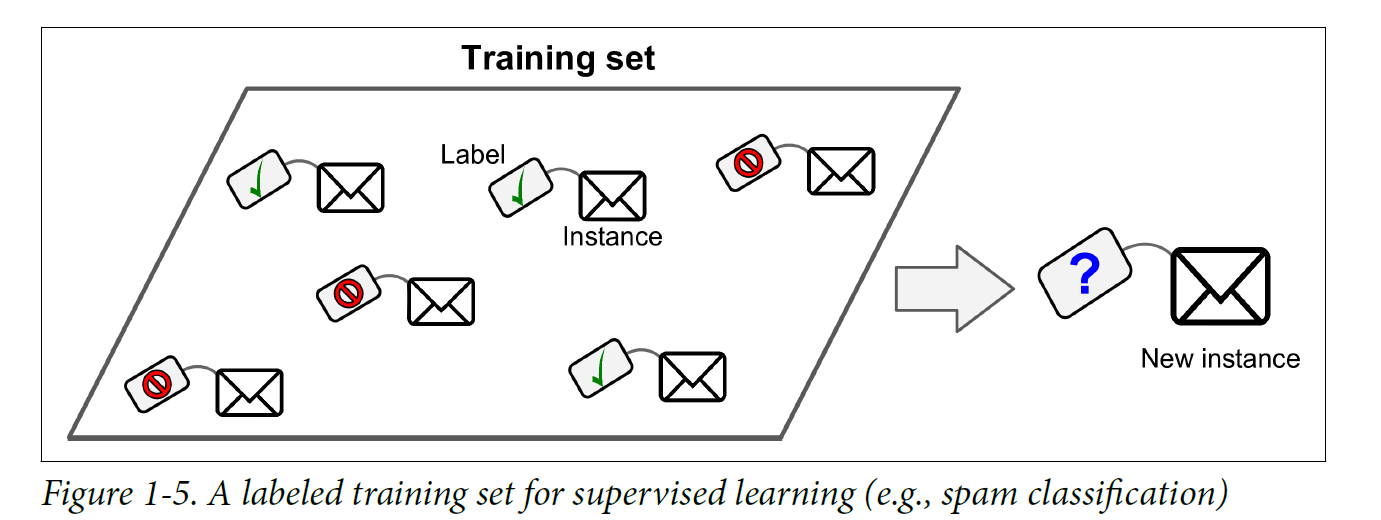 Training set
Label
Instance
?
New instance
Figure 1-5. A labeled training set for supervised learning (e.g., spam classification)